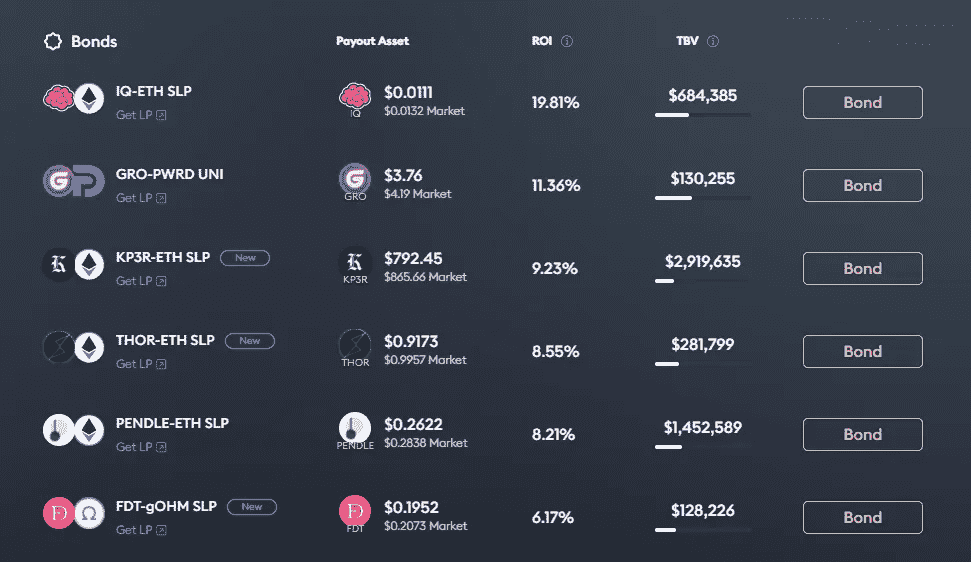 Bonds Payout Asset ROI TBV
IQ-ETH SLP
Get LP
IQ
$0.0111
$0.0132 Market
19.81%
$684,385
Bond
GRO-PWRD UNI
Get LP
GRO
$3.76
$4.19 Market
11.36%
$130,255
Bond
KP3R-ETH SLP New
Get LP
KP3R
$792.45
$865.66 Market
9.23%
$2,919,635
Bond
THOR-ETH SLP New
Get LP
THOR
$0.9173
$0.9957 Market
8.55%
$281,799
Bond
PENDLE-ETH SLP
Get LP
PENDLE
$0.2622
$0.2838 Market
8.21%
$1,452,589
Bond
FDT-gOHM SLP New
Get LP
FDT
$0.1952
$0.2073 Market
6.17%
$128,226
Bond